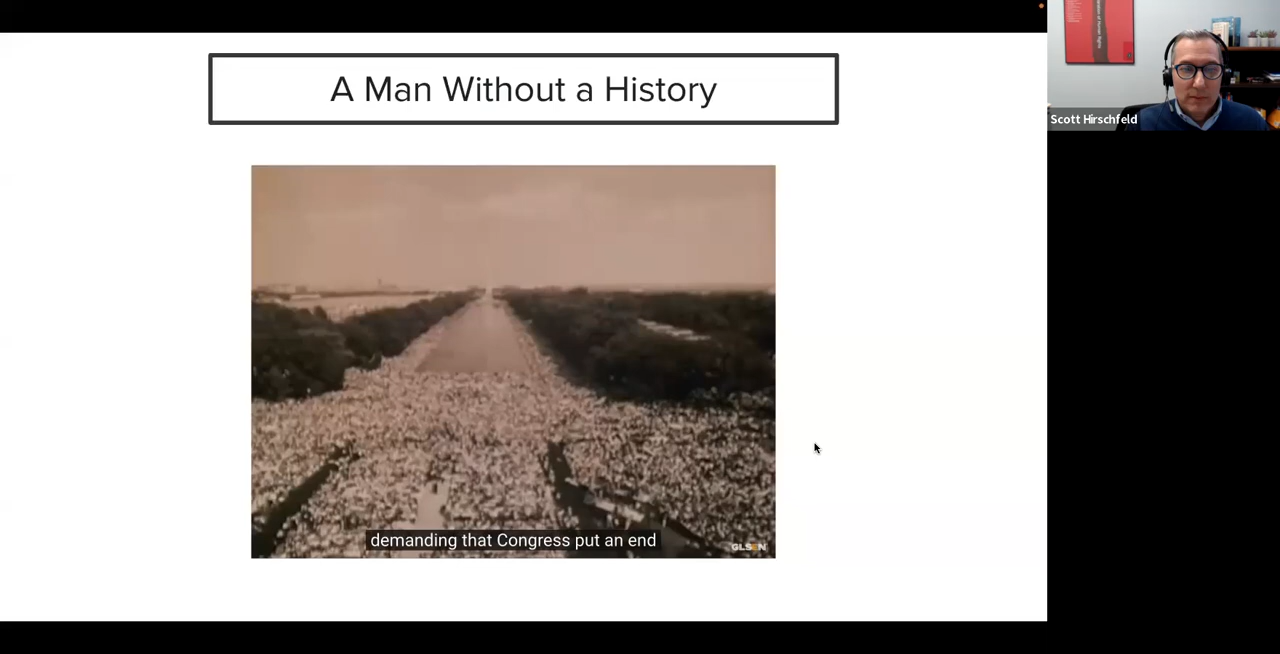 A Man Without a History
demanding that Congress put an end
GLSEN
Scott Hirschfeld